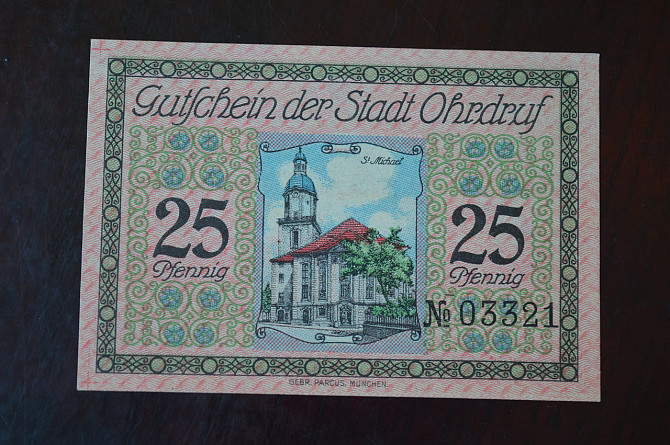 Gutschein der Stadt Ohrdruf
St Michael
25
Pfennig
25
Pfennig
№ 03321
GEBR. PARCUS, MÜNCHEN.